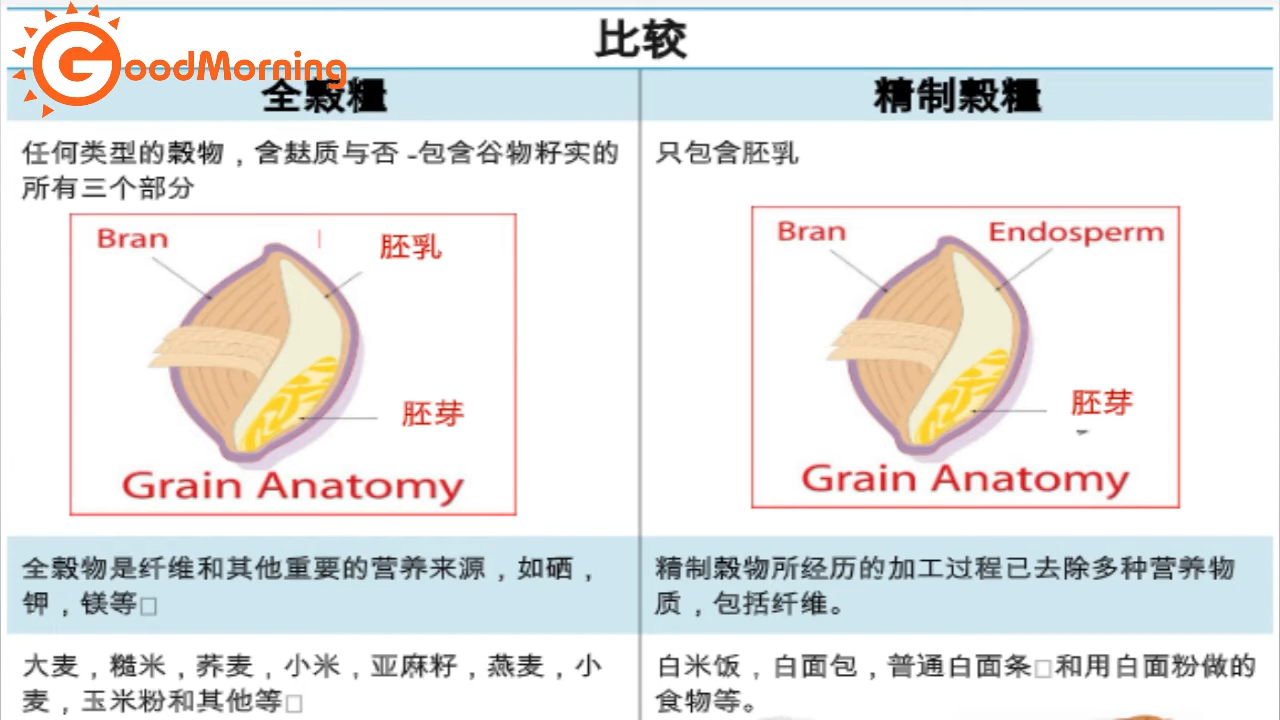 GoodMorning
比较
全穀糧
精制穀糧
任何类型的穀物，含麸质与否 -包含谷物籽实的
所有三个部分
只包含胚乳
Bran
胚乳
胚芽
Grain Anatomy
Bran
Endosperm
胚芽
Grain Anatomy
全穀物是纤维和其他重要的营养来源，如硒，
钾，镁等□
精制穀物所经历的加工过程已去除多种营养物
质，包括纤维。
大麦，糙米，荞麦，小米，亚麻籽，燕麦，小
麦，玉米粉和其他等□
白米饭，白面包，普通白面条□和用白面粉做的
食物等。